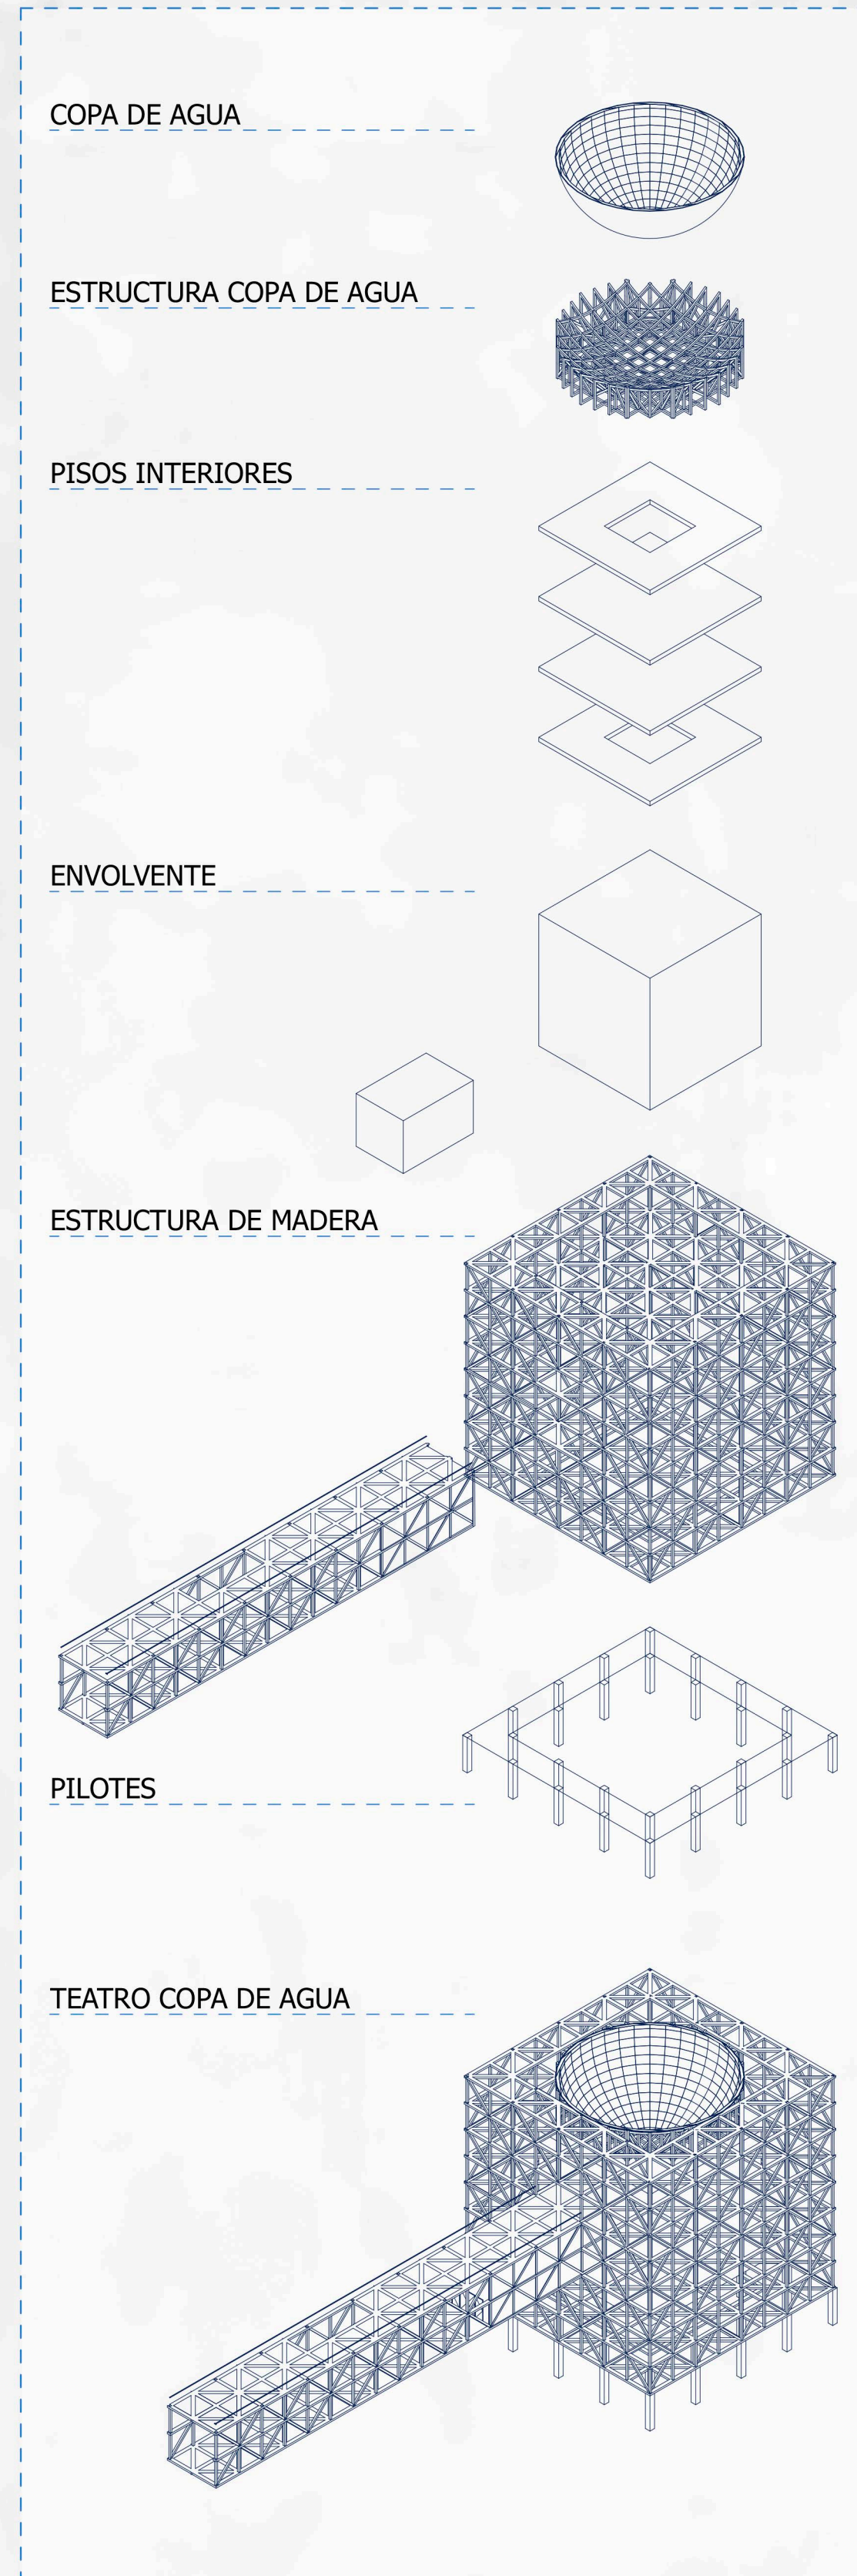 COPA DE AGUA
ESTRUCTURA COPA DE AGUA
PISOS INTERIORES
ENVOLVENTE
ESTRUCTURA DE MADERA
PILOTES
TEATRO COPA DE AGUA